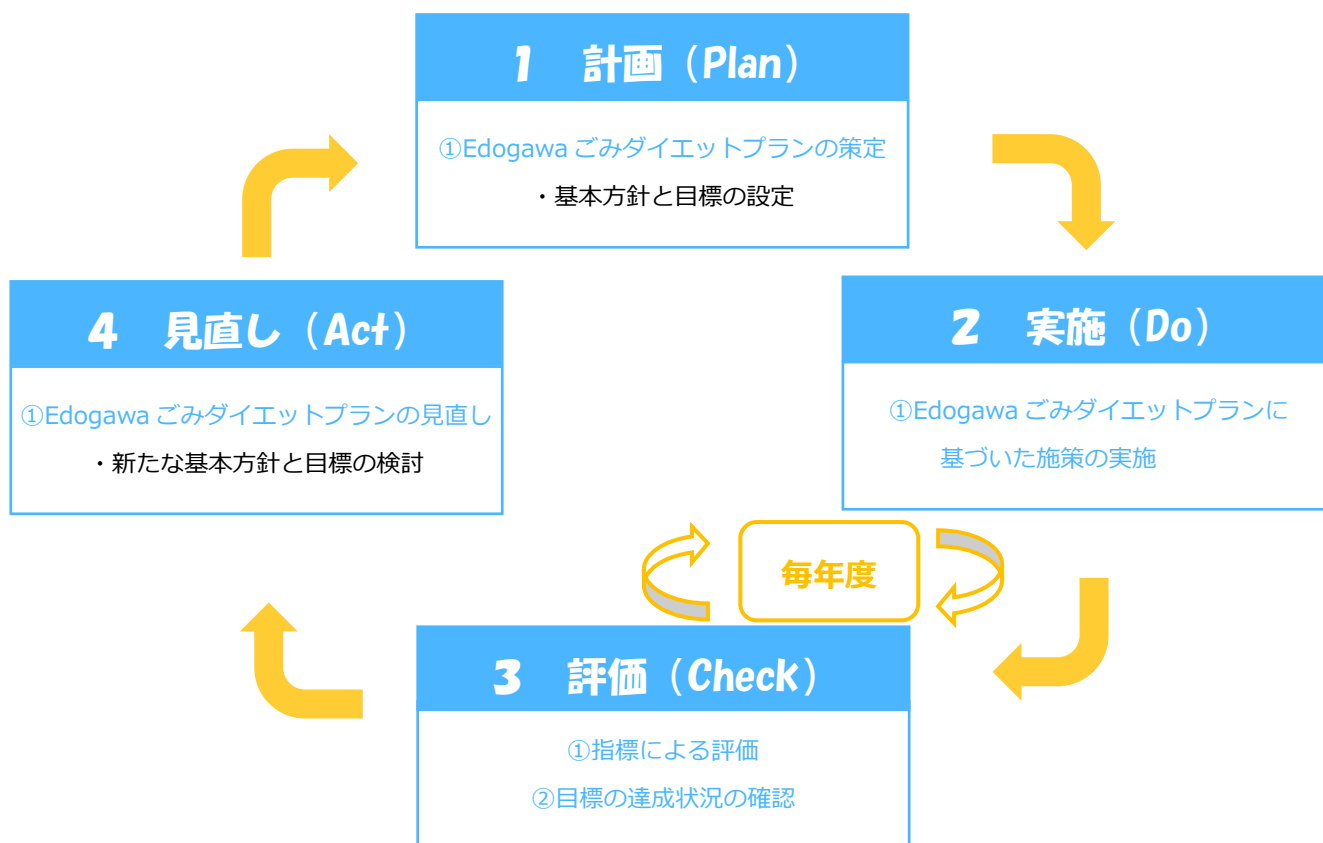 1　計画（Plan）
①Edogawa ごみダイエットプランの策定
・基本方針と目標の設定
2　実施（Do）
①Edogawa ごみダイエットプランに
基づいた施策の実施
毎年度
3　評価（Check）
①指標による評価
②目標の達成状況の確認
4　見直し（Act）
①Edogawa ごみダイエットプランの見直し
・新たな基本方針と目標の検討